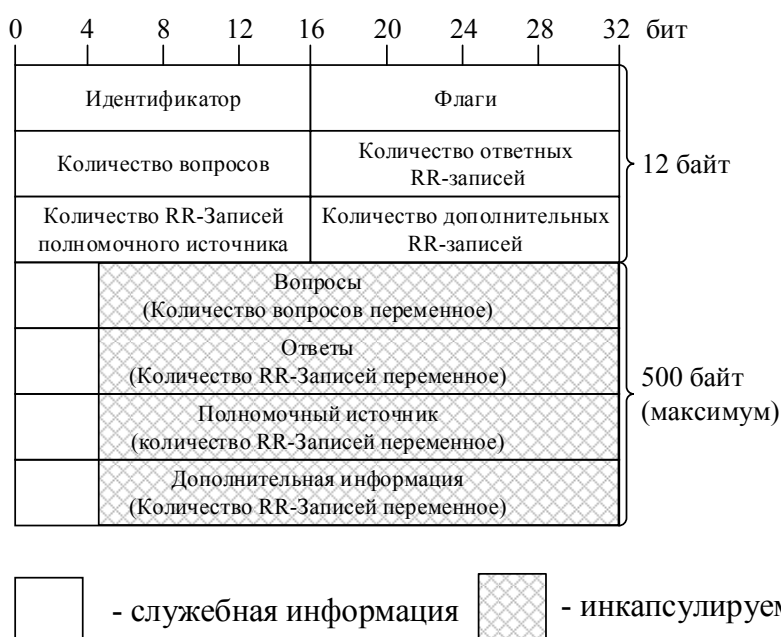 0 4 8 12 16 20 24 28 32 бит
Идентификатор
Флаги
12 байт
Количество вопросов
Количество ответных
RR-записей
Количество RR-Записей
полномочного источника
Количество дополнительных
RR-записей
Вопросы
(Количество вопросов переменное)
Ответы
(Количество RR-Записей переменное)
500 байт
(максимум)
Полномочный источник
(количество RR-Записей переменное)
Дополнительная информация
(Количество RR-Записей переменное)
- служебная информация
- инкапсулируем